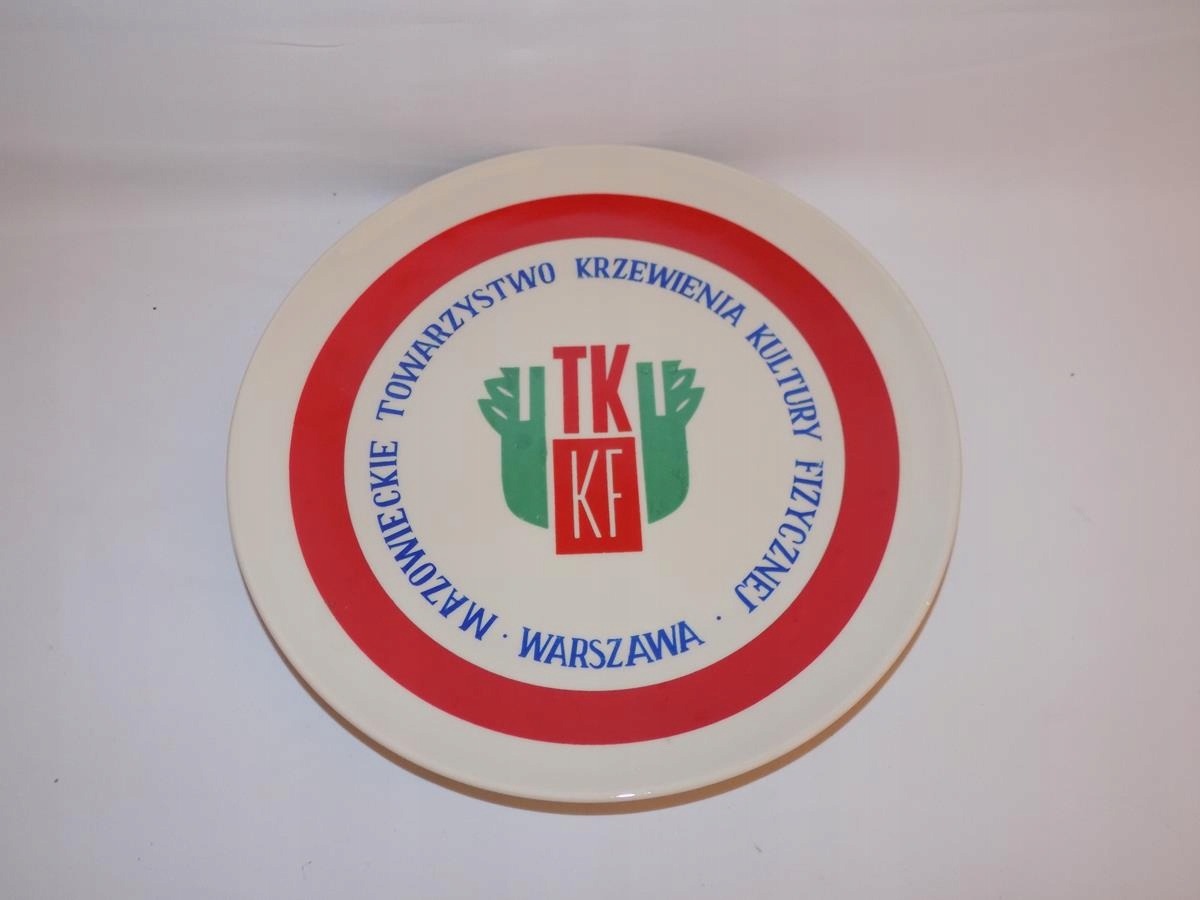 MAZOWIECKIE TOWARZYSTWO KRZEWIENIA KULTURY FIZYCZNEJ
· WARSZAWA ·
TK
KF